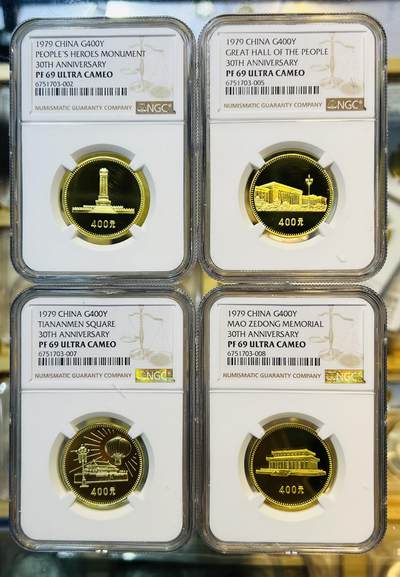 1979 CHINA G400Y
PEOPLE'S HEROES MONUMENT
30TH ANNIVERSARY
PF 69 ULTRA CAMEO
6751703-002
NUMISMATIC GUARANTY COMPANY
NGC
400元
1979 CHINA G400Y
GREAT HALL OF THE PEOPLE
30TH ANNIVERSARY
PF 69 ULTRA CAMEO
6751703-005
NUMISMATIC GUARANTY COMPANY
NGC
400元
1979 CHINA G400Y
TIANANMEN SQUARE
30TH ANNIVERSARY
PF 69 ULTRA CAMEO
6751703-007
NUMISMATIC GUARANTY COMPANY
NGC
400元
1979 CHINA G400Y
MAO ZEDONG MEMORIAL
30TH ANNIVERSARY
PF 69 ULTRA CAMEO
6751703-008
NUMISMATIC GUARANTY COMPANY
NGC
400元